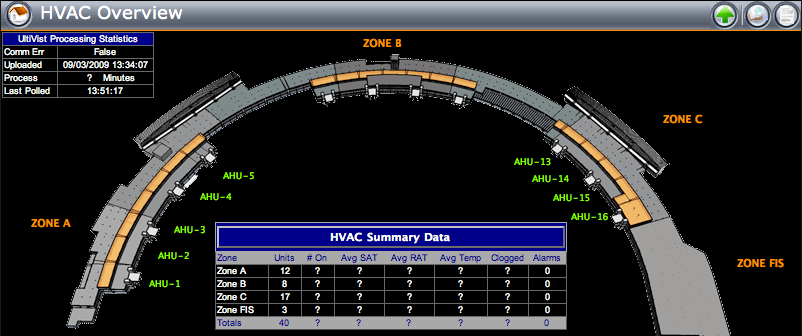 HVAC Overview
UltiVist Processing Statistics
Comm Err False
Uploaded 09/03/2009 13:34:07
Process ? Minutes
Last Polled 13:51:17
ZONE B
ZONE C
AHU-5
AHU-4
AHU-3
AHU-2
AHU-1
AHU-13
AHU-14
AHU-15
AHU-16
ZONE A
ZONE FIS
HVAC Summary Data
Zone Units # On Avg SAT Avg RAT Avg Temp Clogged Alarms
Zone A 12 ? ? ? ? ? 0
Zone B 8 ? ? ? ? ? 0
Zone C 17 ? ? ? ? ? 0
Zone FIS 3 ? ? ? ? ? 0
Totals 40 ? ? ? ? ? 0